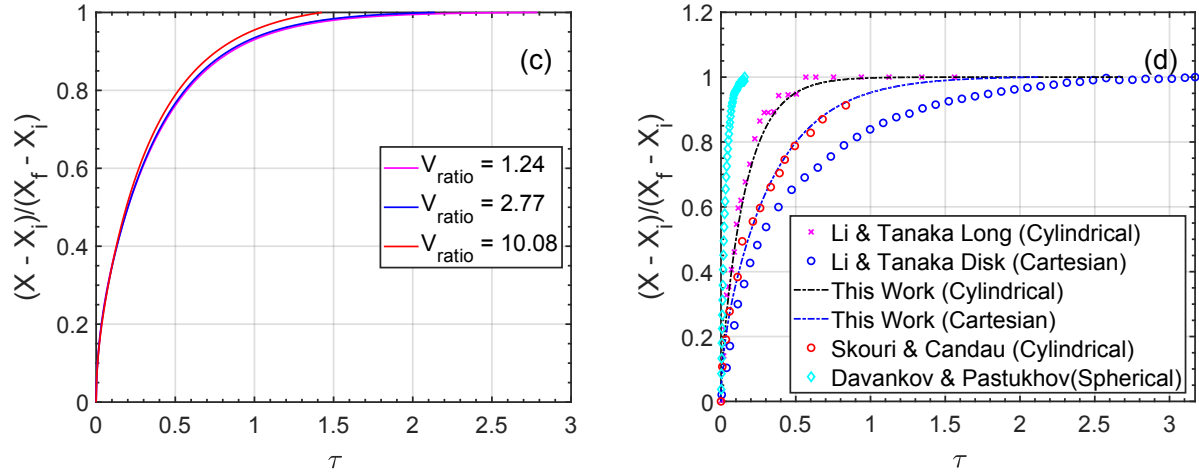 (c)
(X - X_i)/(X_f - X_i)
1
0.8
0.6
0.4
0.2
0
V_ratio = 1.24
V_ratio = 2.77
V_ratio = 10.08
0 0.5 1 1.5 2 2.5 3
τ
(d)
(X - X_i)/(X_f - X_i)
1.2
1
0.8
0.6
0.4
0.2
0
Li & Tanaka Long (Cylindrical)
Li & Tanaka Disk (Cartesian)
This Work (Cylindrical)
This Work (Cartesian)
Skouri & Candau (Cylindrical)
Davankov & Pastukhov(Spherical)
0 0.5 1 1.5 2 2.5 3
τ